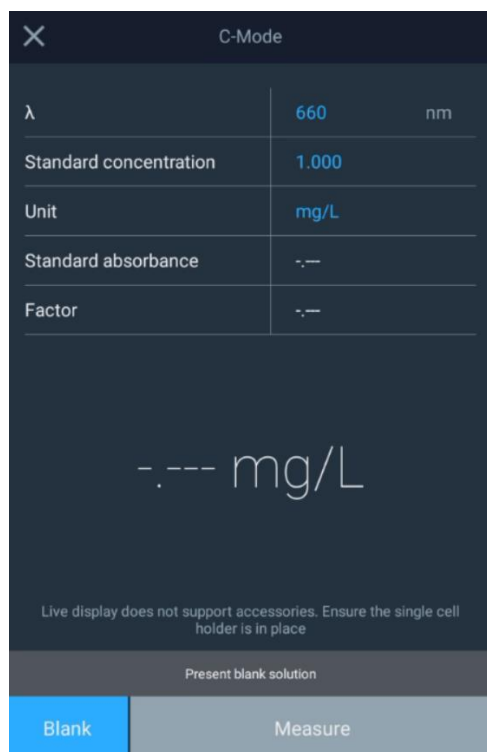 C-Mode
λ 660 nm
Standard concentration 1.000
Unit mg/L
Standard absorbance -.---
Factor -.---
-.--- mg/L
Live display does not support accessories. Ensure the single cell
holder is in place
Present blank solution
Blank Measure